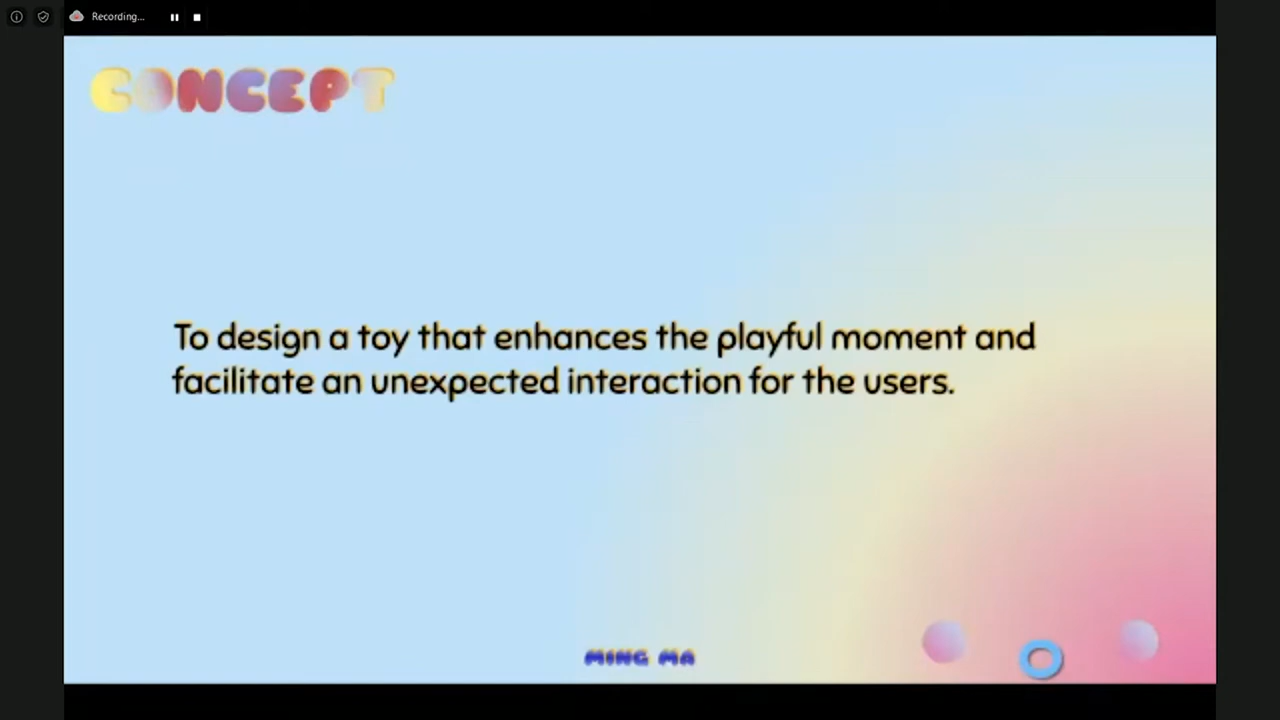 Recording...
CONCEPT
To design a toy that enhances the playful moment and
facilitate an unexpected interaction for the users.
MING MA